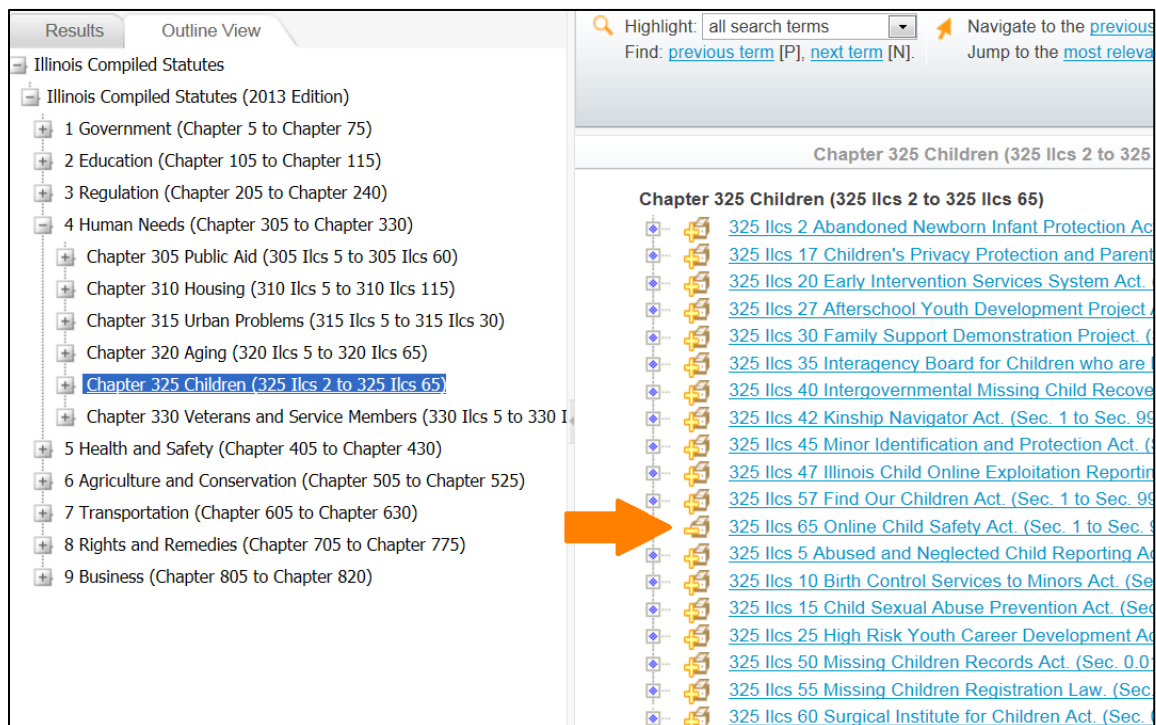 Results Outline View
Illinois Compiled Statutes
Illinois Compiled Statutes (2013 Edition)
1 Government (Chapter 5 to Chapter 75)
2 Education (Chapter 105 to Chapter 115)
3 Regulation (Chapter 205 to Chapter 240)
4 Human Needs (Chapter 305 to Chapter 330)
Chapter 305 Public Aid (305 Ilcs 5 to 305 Ilcs 60)
Chapter 310 Housing (310 Ilcs 5 to 310 Ilcs 115)
Chapter 315 Urban Problems (315 Ilcs 5 to 315 Ilcs 30)
Chapter 320 Aging (320 Ilcs 5 to 320 Ilcs 65)
Chapter 325 Children (325 Ilcs 2 to 325 Ilcs 65)
Chapter 330 Veterans and Service Members (330 Ilcs 5 to 330 I
5 Health and Safety (Chapter 405 to Chapter 430)
6 Agriculture and Conservation (Chapter 505 to Chapter 525)
7 Transportation (Chapter 605 to Chapter 630)
8 Rights and Remedies (Chapter 705 to Chapter 775)
9 Business (Chapter 805 to Chapter 820)
Highlight: all search terms Navigate to the previous
Find: previous term [P], next term [N]. Jump to the most releva
Chapter 325 Children (325 Ilcs 2 to 325
Chapter 325 Children (325 Ilcs 2 to 325 Ilcs 65)
325 Ilcs 2 Abandoned Newborn Infant Protection Ac
325 Ilcs 17 Children's Privacy Protection and Parent
325 Ilcs 20 Early Intervention Services System Act.
325 Ilcs 27 Afterschool Youth Development Project
325 Ilcs 30 Family Support Demonstration Project. (
325 Ilcs 35 Interagency Board for Children who are
325 Ilcs 40 Intergovernmental Missing Child Recove
325 Ilcs 42 Kinship Navigator Act. (Sec. 1 to Sec. 99
325 Ilcs 45 Minor Identification and Protection Act. (
325 Ilcs 47 Illinois Child Online Exploitation Reportin
325 Ilcs 57 Find Our Children Act. (Sec. 1 to Sec. 99
325 Ilcs 65 Online Child Safety Act. (Sec. 1 to Sec. 9
325 Ilcs 5 Abused and Neglected Child Reporting Ac
325 Ilcs 10 Birth Control Services to Minors Act. (Se
325 Ilcs 15 Child Sexual Abuse Prevention Act. (Sec
325 Ilcs 25 High Risk Youth Career Development Ac
325 Ilcs 50 Missing Children Records Act. (Sec. 0.01
325 Ilcs 55 Missing Children Registration Law. (Sec.
325 Ilcs 60 Surgical Institute for Children Act. (Sec.